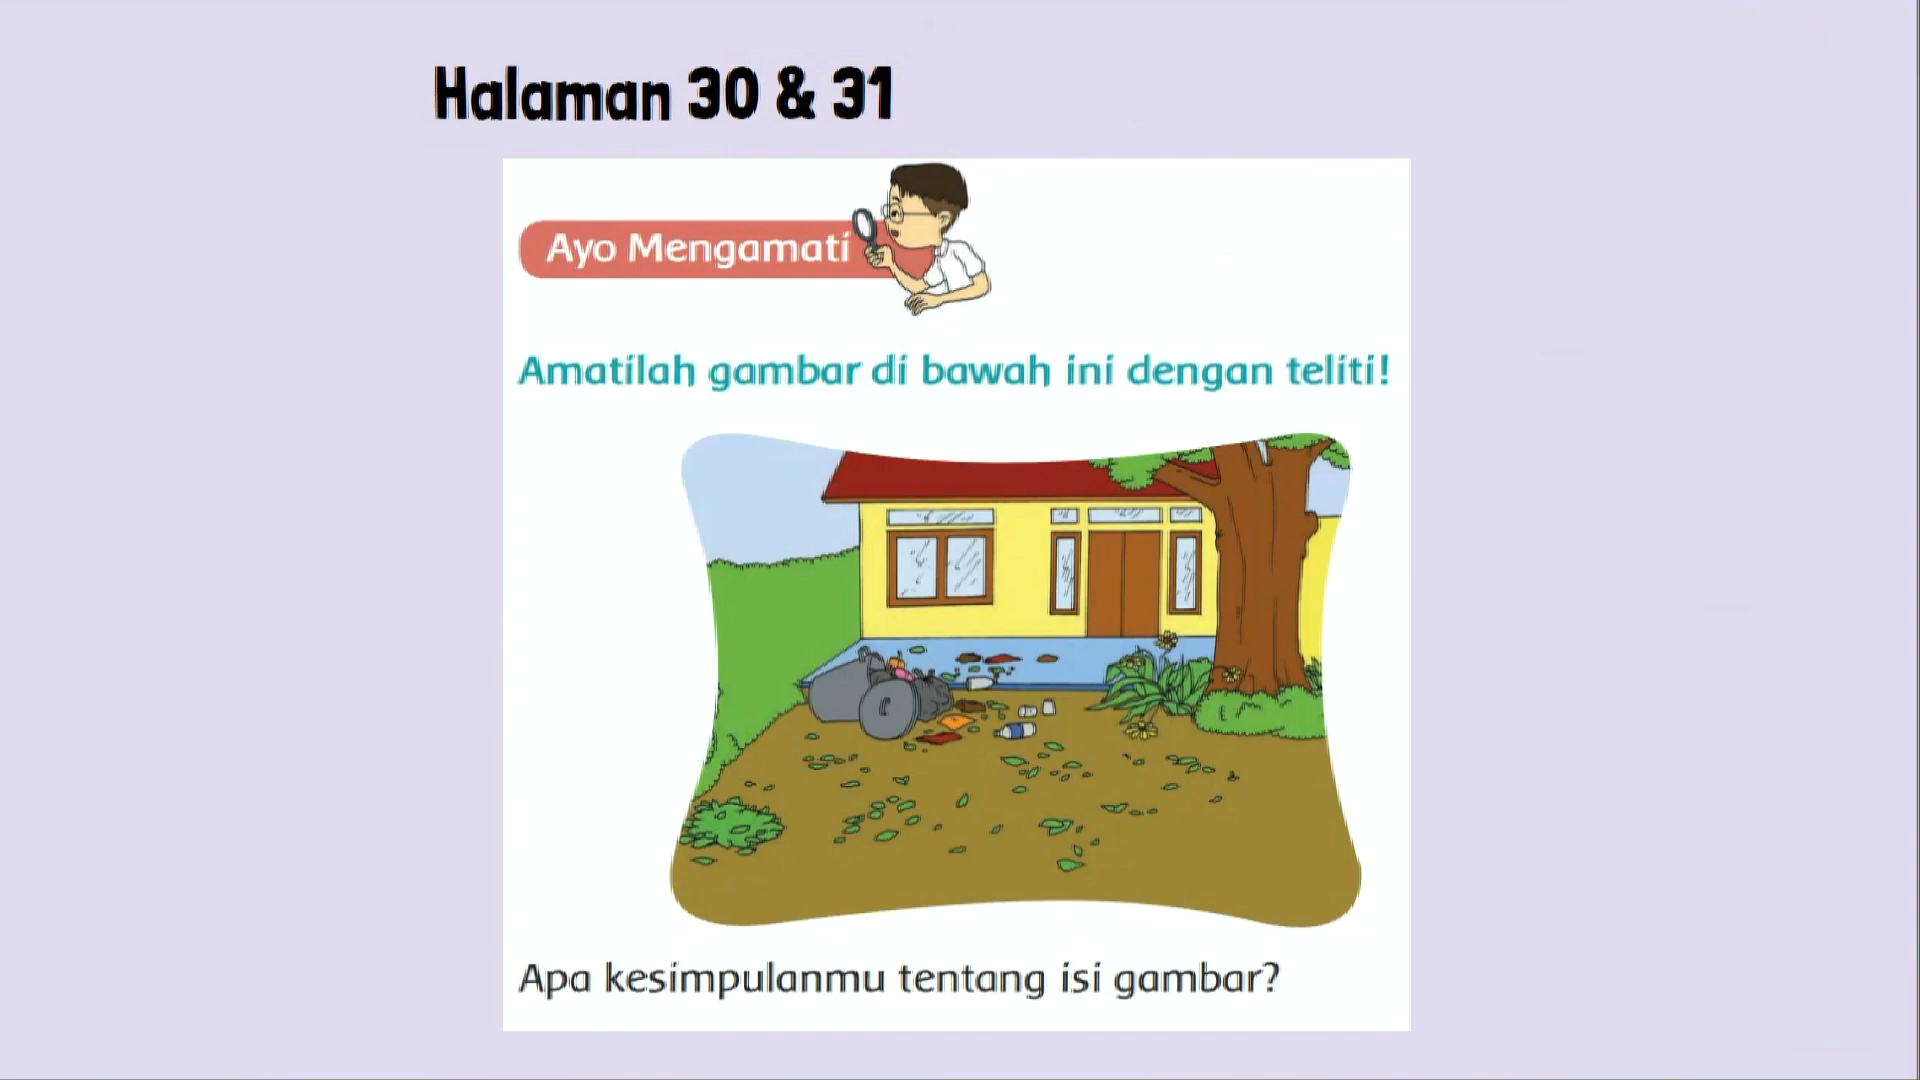 Halaman 30 & 31
Ayo Mengamati
Amatilah gambar di bawah ini dengan teliti!
Apa kesimpulanmu tentang isi gambar?